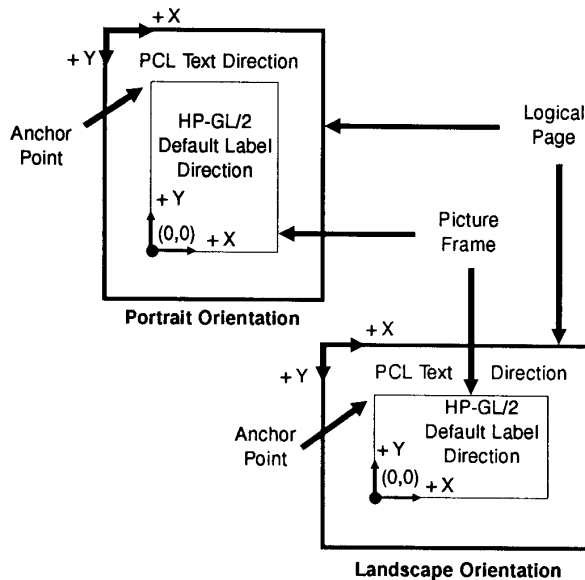 + X
+ Y
PCL Text Direction
Anchor
Point
HP-GL/2
Default Label
Direction
+ Y
(0,0)
+ X
Logical
Page
Picture
Frame
Portrait Orientation
+ X
+ Y
PCL Text Direction
Anchor
Point
HP-GL/2
Default Label
Direction
+ Y
(0,0)
+ X
Landscape Orientation